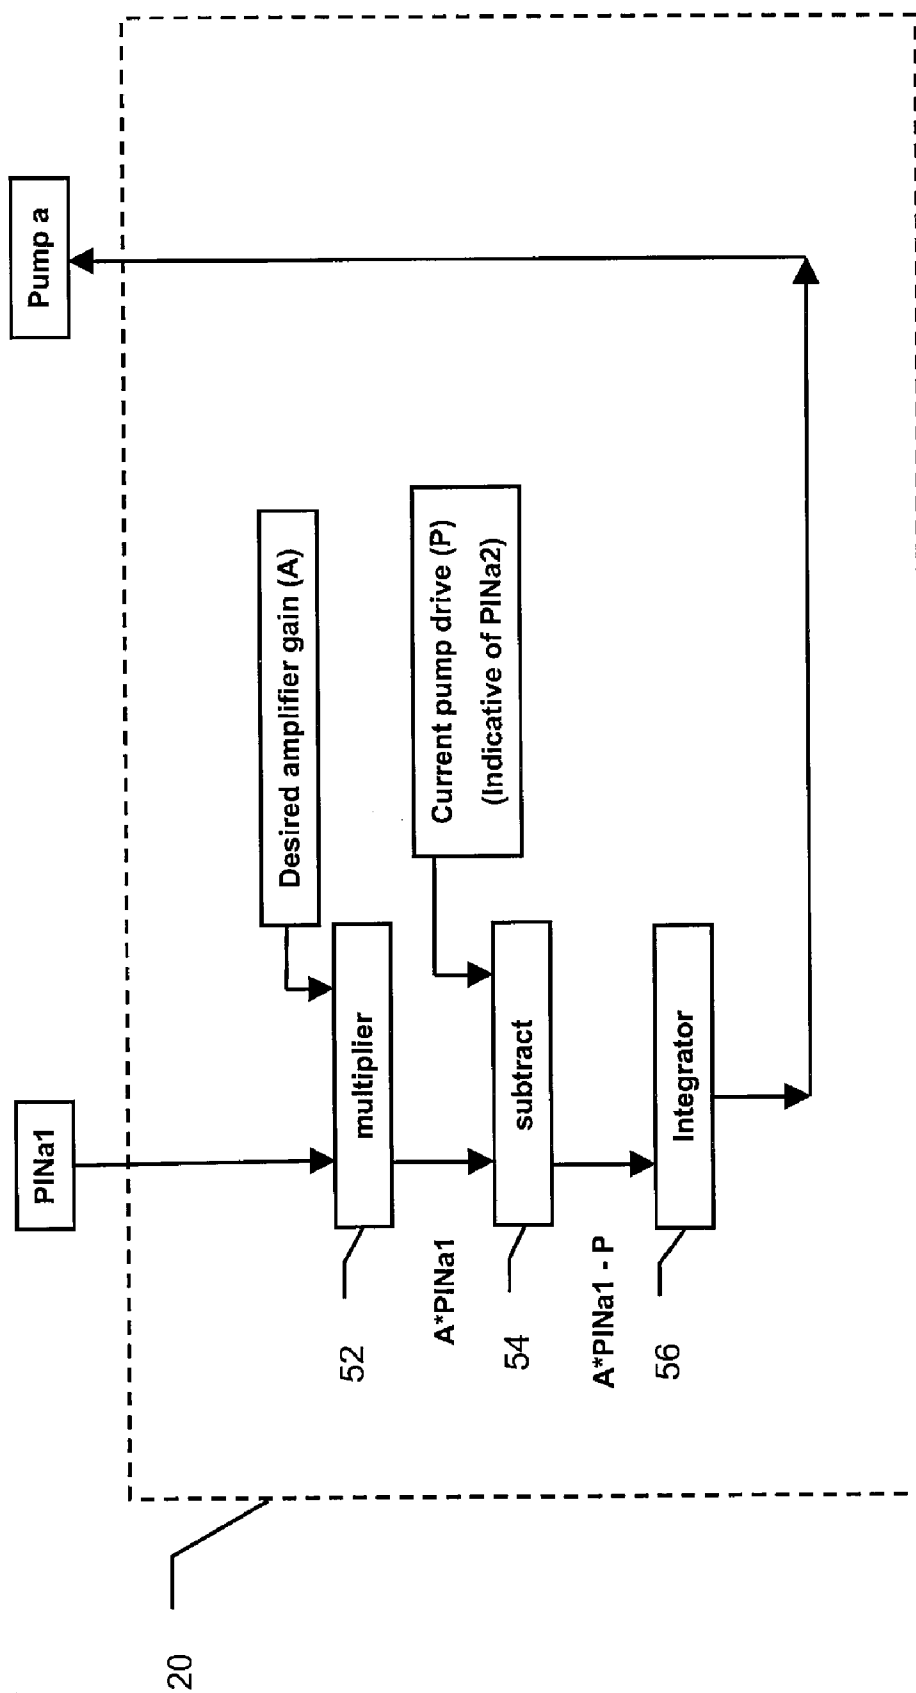 20
PINa1
Pump a
52
multiplier
Desired amplifier gain (A)
A*PINa1
54
subtract
Current pump drive (P)
(Indicative of PINa2)
A*PINa1 - P
56
Integrator